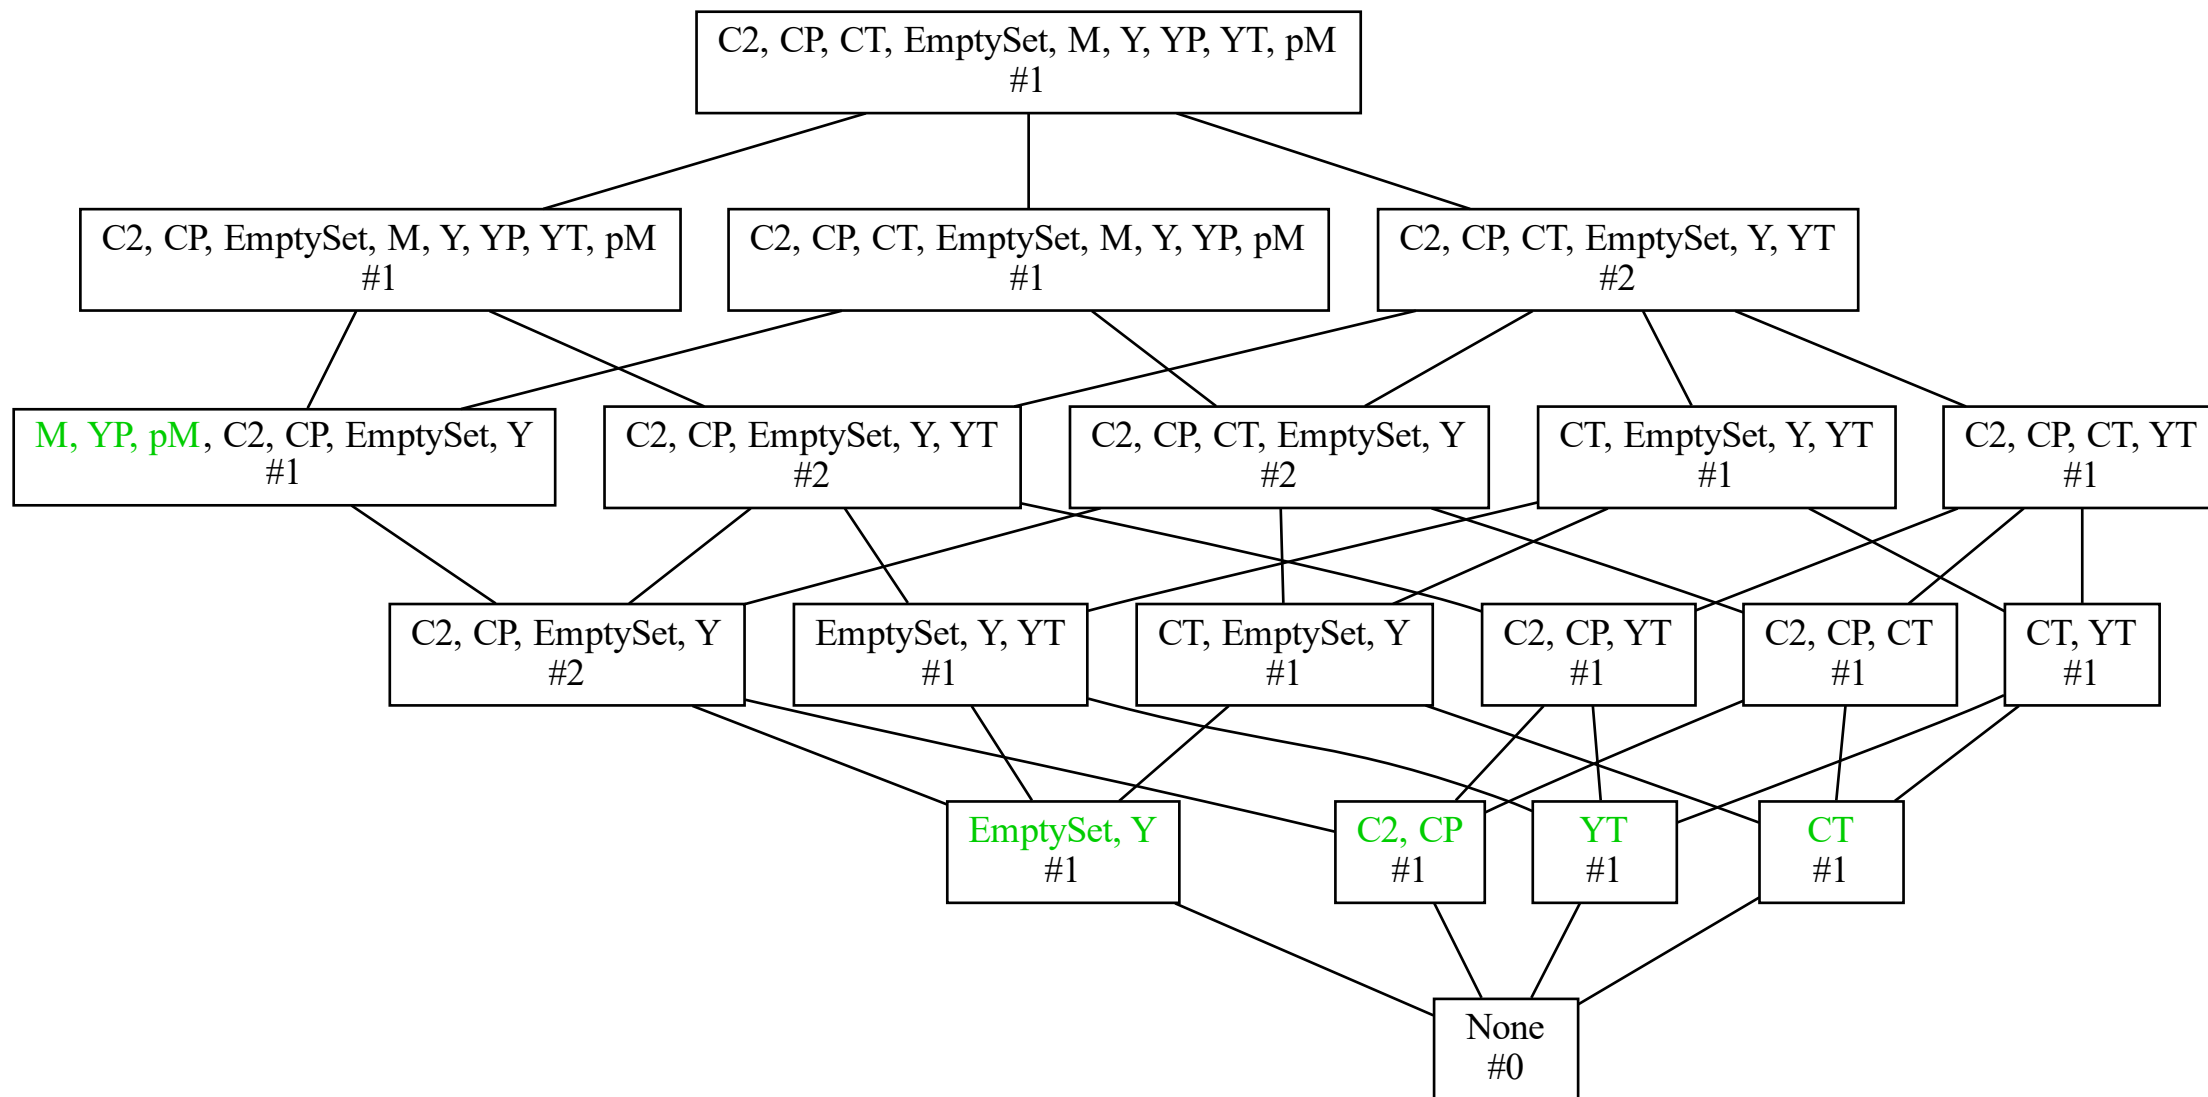 C2, CP, CT, EmptySet, M, Y, YP, YT, pM
#1
C2, CP, EmptySet, M, Y, YP, YT, pM
#1
C2, CP, CT, EmptySet, M, Y, YP, pM
#1
C2, CP, CT, EmptySet, Y, YT
#2
M, YP, pM, C2, CP, EmptySet, Y
#1
C2, CP, EmptySet, Y, YT
#2
C2, CP, CT, EmptySet, Y
#2
CT, EmptySet, Y, YT
#1
C2, CP, CT, YT
#1
C2, CP, EmptySet, Y
#2
EmptySet, Y, YT
#1
CT, EmptySet, Y
#1
C2, CP, YT
#1
C2, CP, CT
#1
CT, YT
#1
EmptySet, Y
#1
C2, CP
#1
YT
#1
CT
#1
None
#0